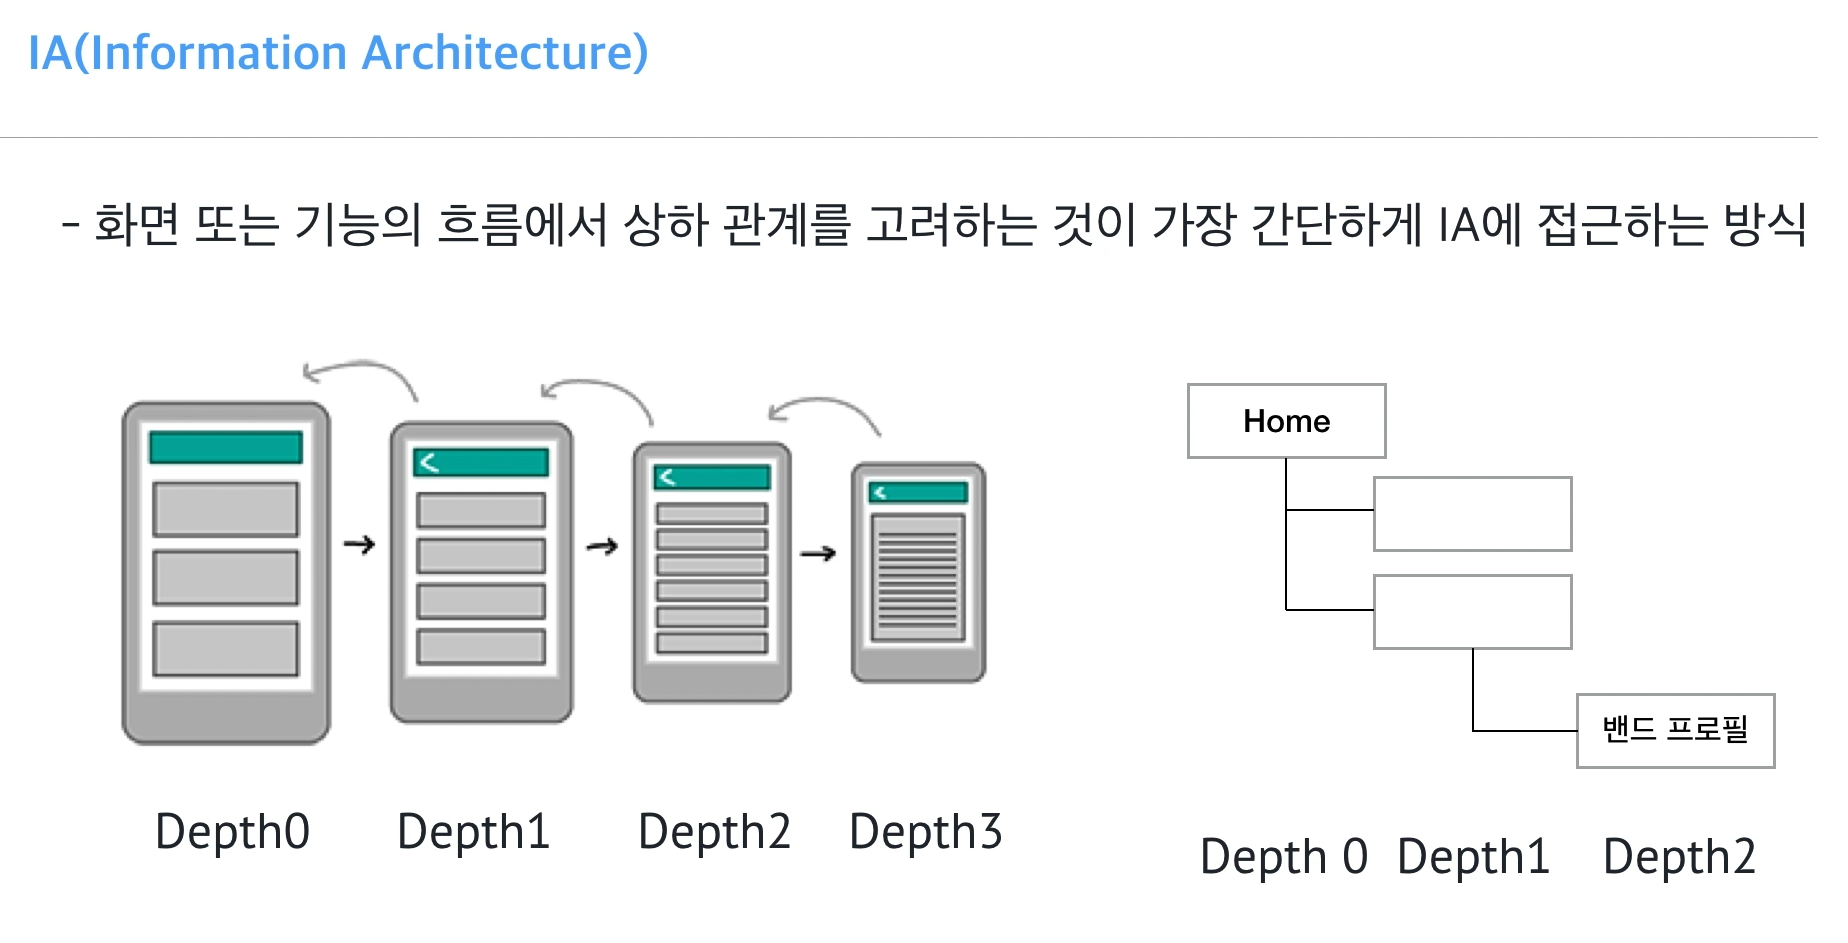 IA(Information Architecture)
- 화면 또는 기능의 흐름에서 상하 관계를 고려하는 것이 가장 간단하게 IA에 접근하는 방식
Home
밴드 프로필
Depth0 Depth1 Depth2 Depth3
Depth 0 Depth1 Depth2